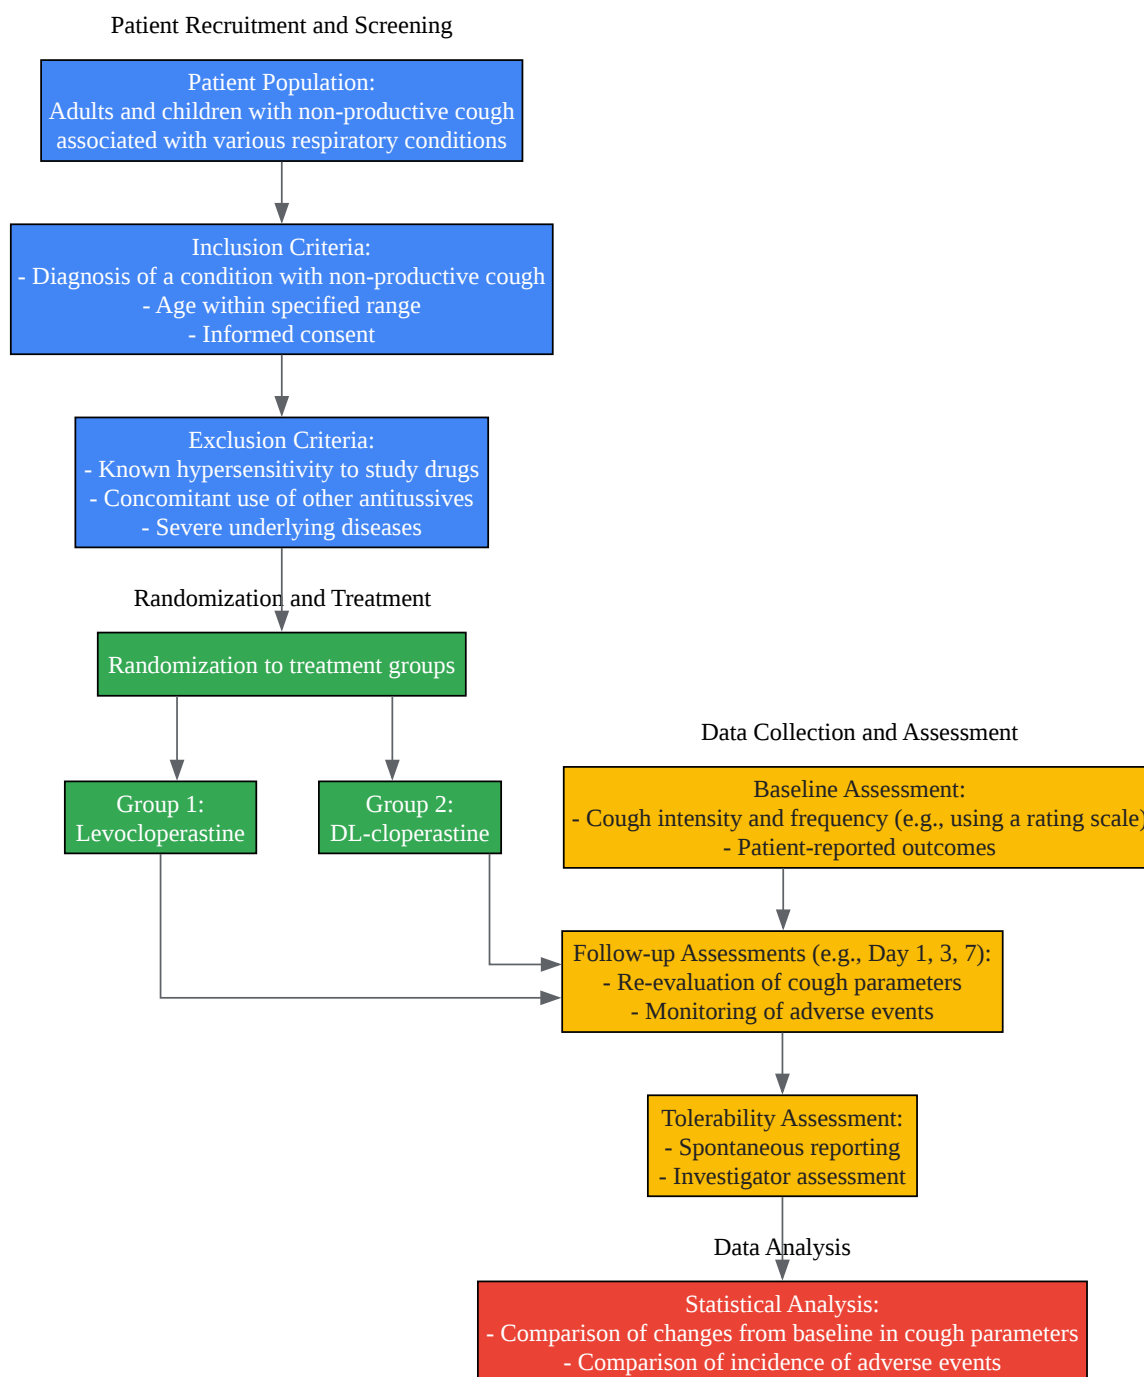 Patient Recruitment and Screening
Patient Population:
Adults and children with non-productive cough
associated with various respiratory conditions
Inclusion Criteria:
- Diagnosis of a condition with non-productive cough
- Age within specified range
- Informed consent
Exclusion Criteria:
- Known hypersensitivity to study drugs
- Concomitant use of other antitussives
- Severe underlying diseases
Randomization and Treatment
Randomization to treatment groups
Group 1:
Levocloperastine
Group 2:
DL-cloperastine
Data Collection and Assessment
Baseline Assessment:
- Cough intensity and frequency (e.g., using a rating scale)
- Patient-reported outcomes
Follow-up Assessments (e.g., Day 1, 3, 7):
- Re-evaluation of cough parameters
- Monitoring of adverse events
Tolerability Assessment:
- Spontaneous reporting
- Investigator assessment
Data Analysis
Statistical Analysis:
- Comparison of changes from baseline in cough parameters
- Comparison of incidence of adverse events